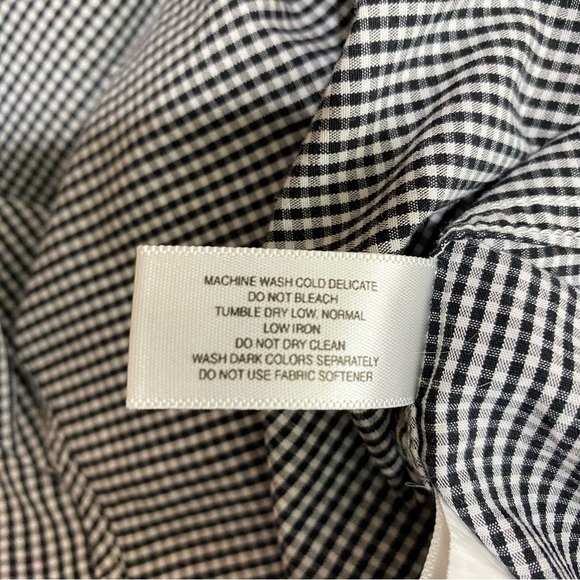 MACHINE WASH COLD DELICATE
DO NOT BLEACH
TUMBLE DRY LOW, NORMAL
LOW IRON
DO NOT DRY CLEAN
WASH DARK COLORS SEPARATELY
DO NOT USE FABRIC SOFTENER